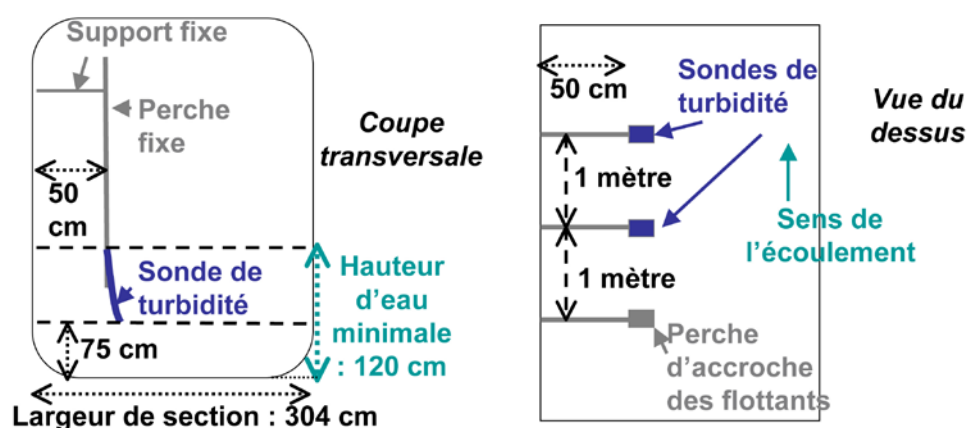 Support fixe
Perche
fixe
50
cm
Coupe
transversale
Sonde de
turbidité
Hauteur
d'eau
minimale
: 120 cm
75 cm
Largeur de section : 304 cm
50 cm
Sondes de
turbidité
Vue du
dessus
1 mètre
Sens de
l'écoulement
1 mètre
Perche
d'accroche
des flottants